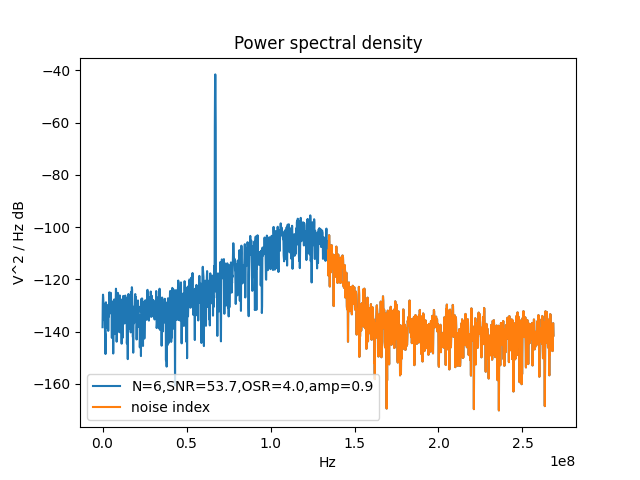 Power spectral density
V^2 / Hz dB
−40
−60
−80
−100
−120
−140
−160
N=6,SNR=53.7,OSR=4.0,amp=0.9
noise index
0.0 0.5 1.0 1.5 2.0 2.5
1e8
Hz